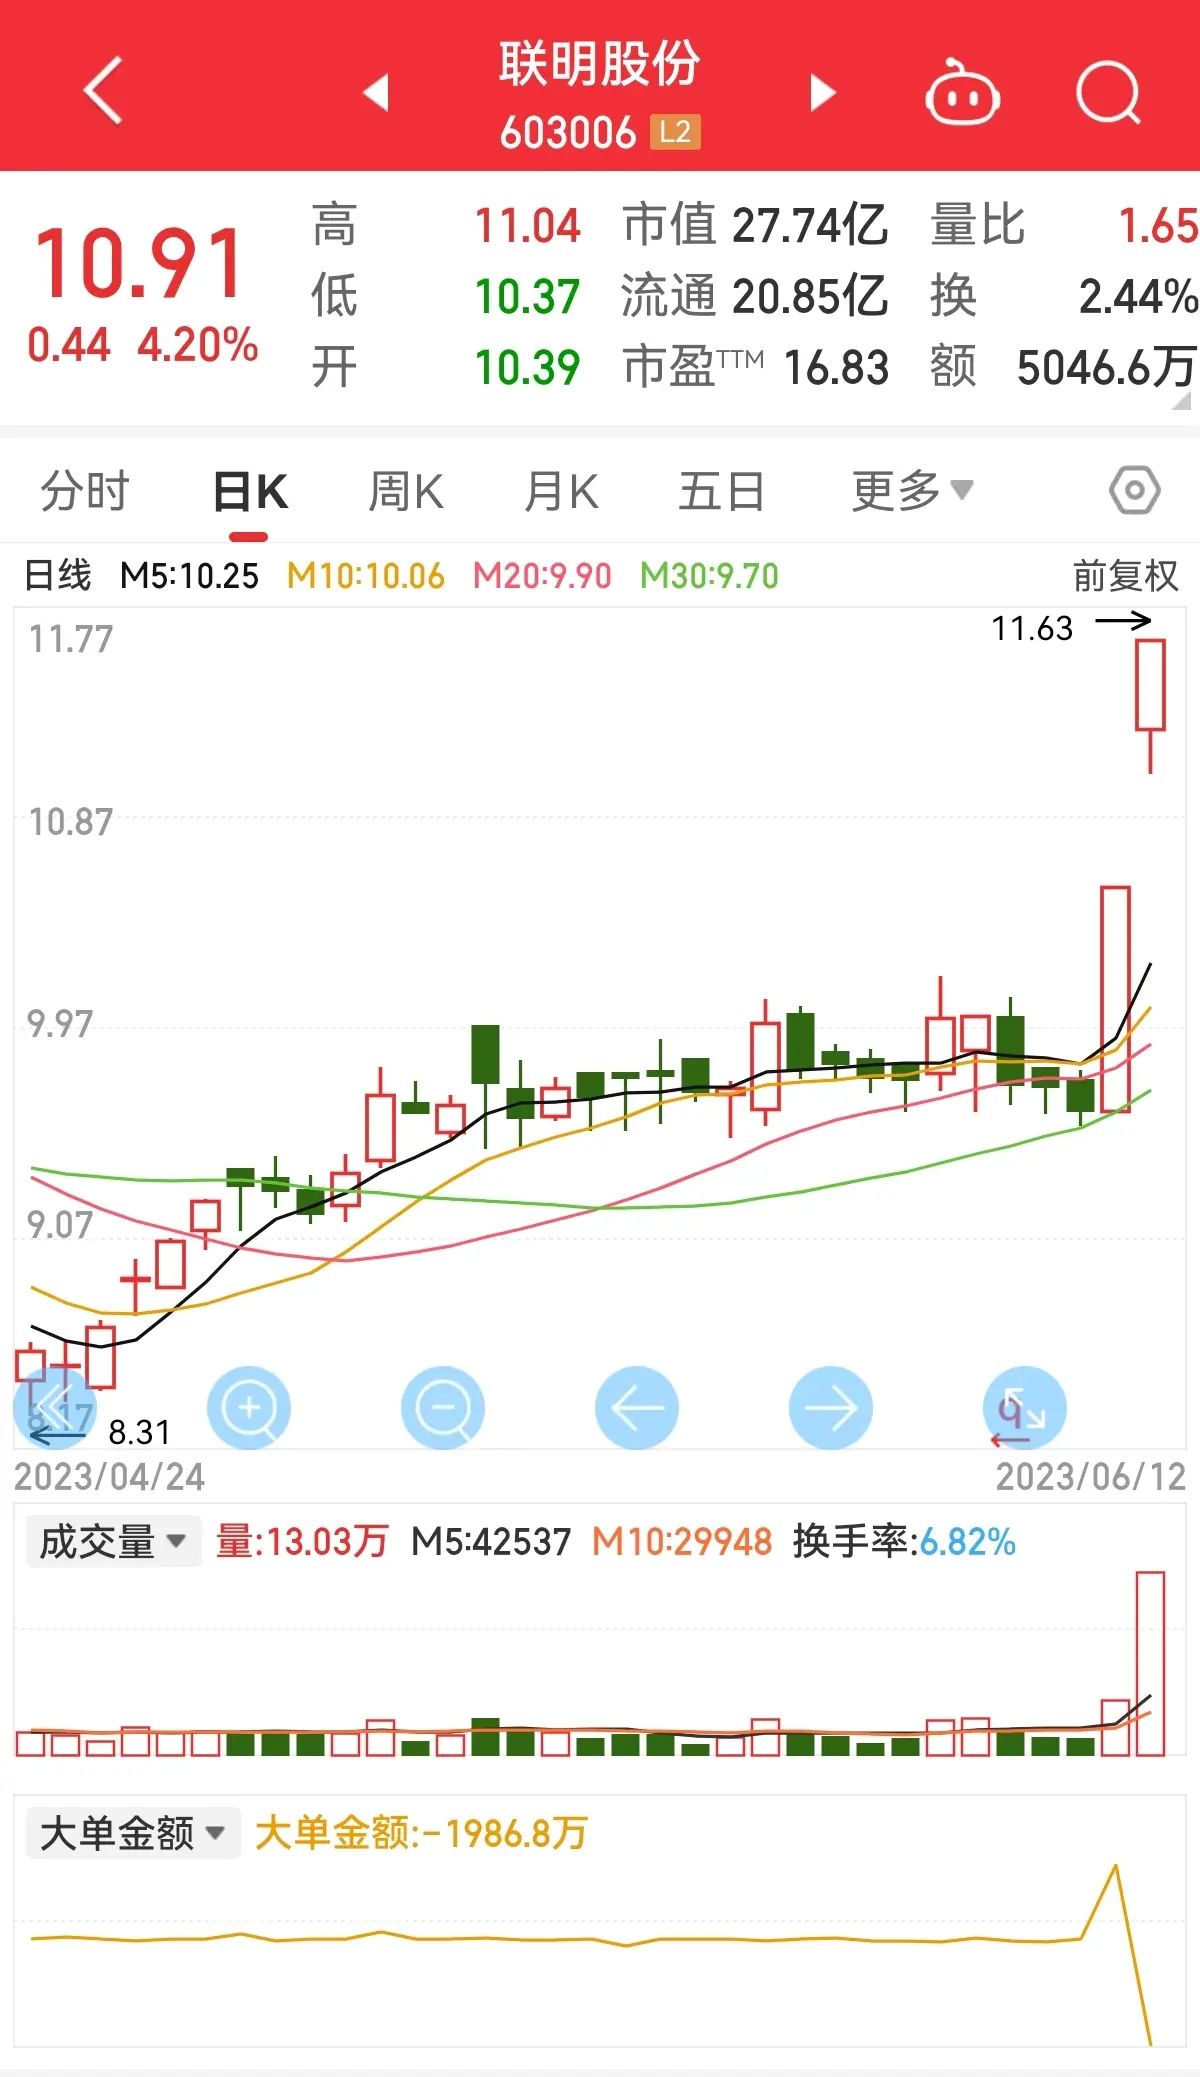 联明股份
603006 L2
10.91
0.44 4.20%
高 11.04 市值 27.74亿 量比 1.65
低 10.37 流通 20.85亿 换 2.44%
开 10.39 市盈TTM 16.83 额 5046.6万
分时 日K 周K 月K 五日 更多
日线 M5:10.25 M10:10.06 M20:9.90 M30:9.70 前复权
11.77
11.63
10.87
9.97
9.07
8.17
8.31
q
2023/04/24 2023/06/12
成交量 量:13.03万 M5:42537 M10:29948 换手率:6.82%
大单金额 大单金额:-1986.8万